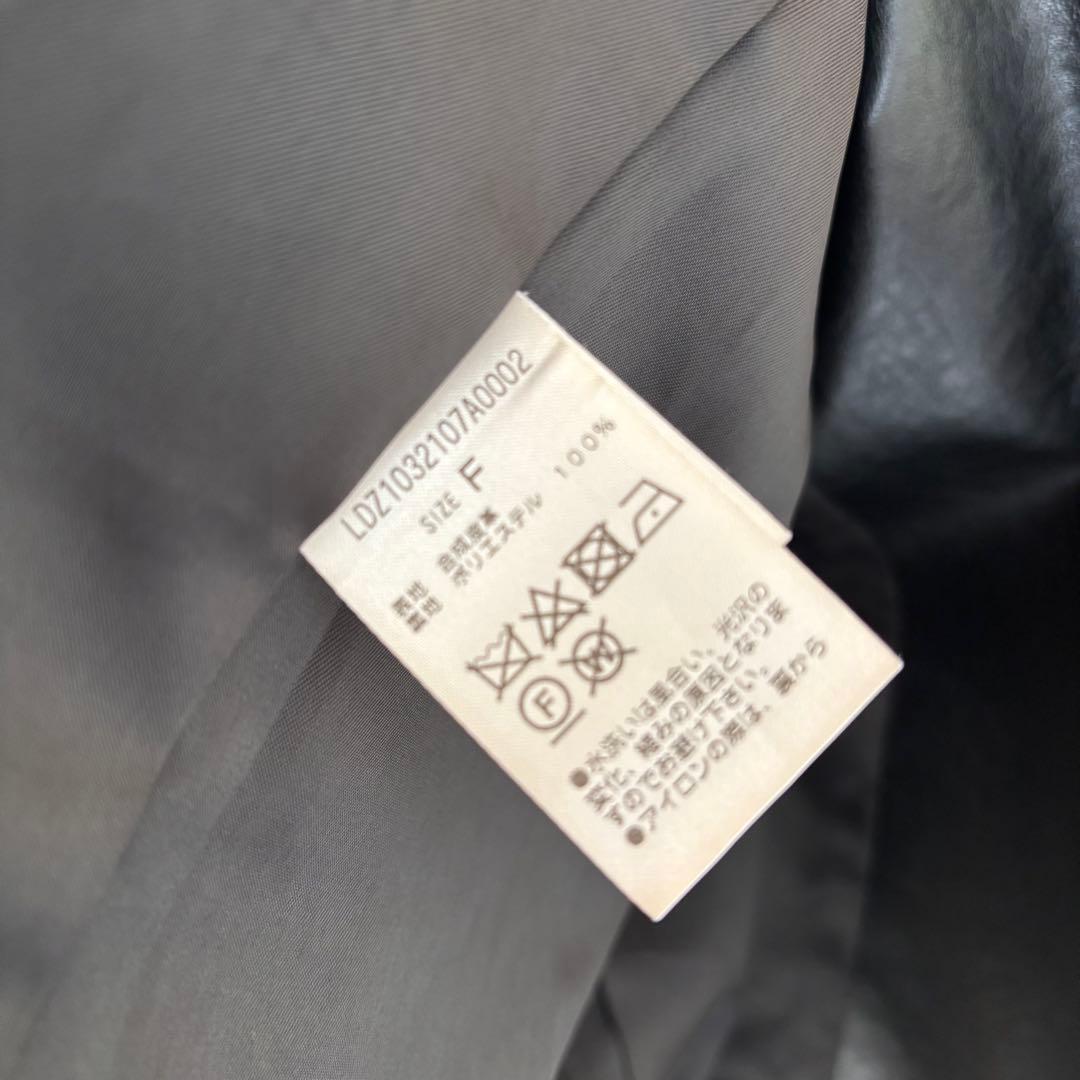 LDZ1032107A0002
SIZE F
表地 合成皮革
裏地 ポリエステル 100%
F W
●水洗いは風合い、光沢の
変化、縮みの原因となりま
すのでお避け下さい。
●アイロンの際は、裏から